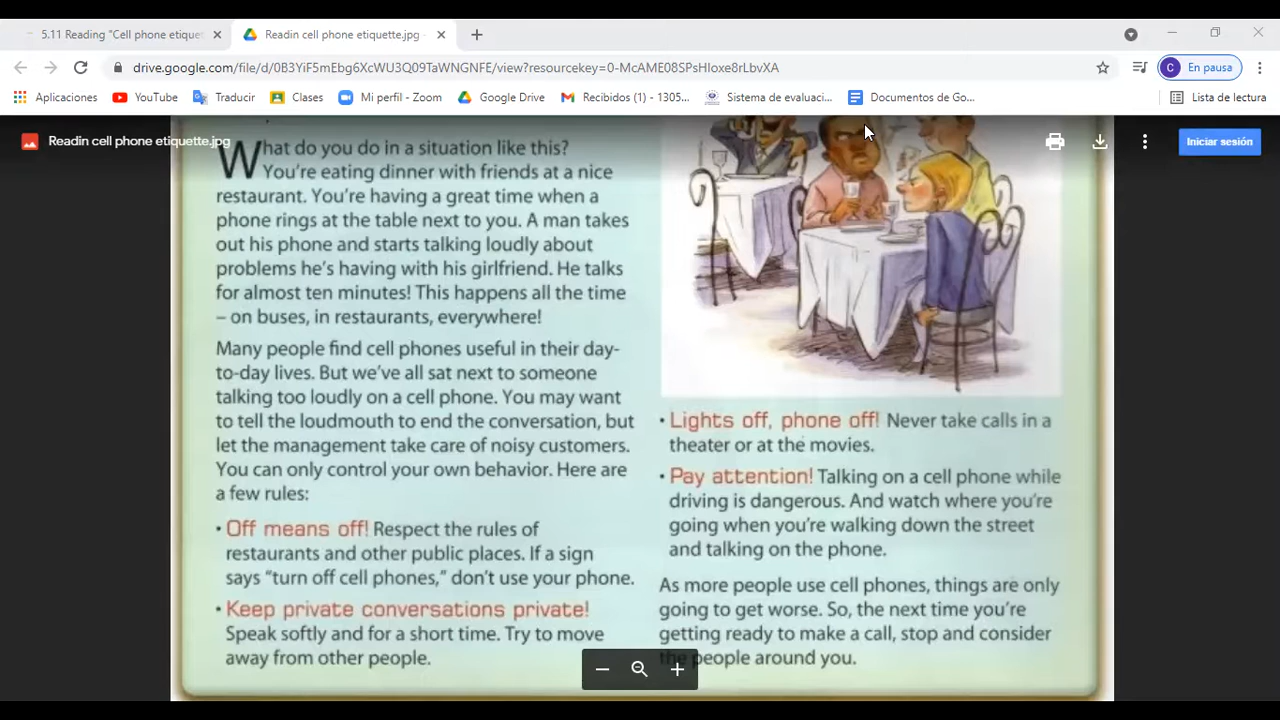 5.11 Reading "Cell phone etiquet
Readin cell phone etiquette.jpg -
drive.google.com/file/d/0B3YiF5mEbg6XcWU3Q09TaWNGNFE/view?resourcekey=0-McAME08SPsHloxe8rLbvXA
C En pausa
Aplicaciones YouTube Traducir Clases Mi perfil - Zoom Google Drive Recibidos (1) - 1305... Sistema de evaluaci... Documentos de Go... Lista de lectura
Readin cell phone etiquette.jpg
Iniciar sesión
What do you do in a situation like this?
You're eating dinner with friends at a nice
restaurant. You're having a great time when a
phone rings at the table next to you. A man takes
out his phone and starts talking loudly about
problems he's having with his girlfriend. He talks
for almost ten minutes! This happens all the time
– on buses, in restaurants, everywhere!
Many people find cell phones useful in their day-
to-day lives. But we've all sat next to someone
talking too loudly on a cell phone. You may want
to tell the loudmouth to end the conversation, but
let the management take care of noisy customers.
You can only control your own behavior. Here are
a few rules:
• Off means off! Respect the rules of
restaurants and other public places. If a sign
says "turn off cell phones," don't use your phone.
• Keep private conversations private!
Speak softly and for a short time. Try to move
away from other people.
• Lights off, phone off! Never take calls in a
theater or at the movies.
• Pay attention! Talking on a cell phone while
driving is dangerous. And watch where you're
going when you're walking down the street
and talking on the phone.
As more people use cell phones, things are only
going to get worse. So, the next time you're
getting ready to make a call, stop and consider
the people around you.